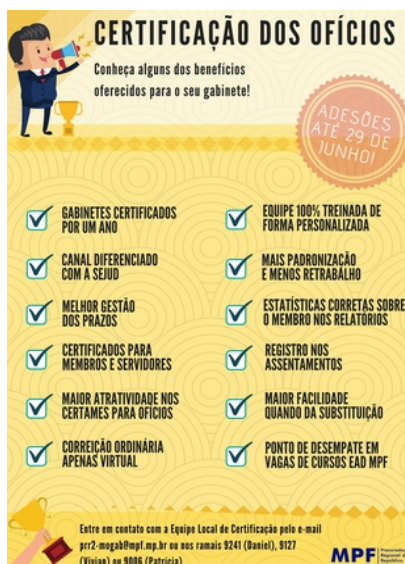 CERTIFICAÇÃO DOS OFÍCIOS
Conheça alguns dos benefícios
oferecidos para o seu gabinete!
ADESÕES
ATÉ 29 DE
JUNHO!
GABINETES CERTIFICADOS
POR UM ANO
EQUIPE 100% TREINADA DE
FORMA PERSONALIZADA
CANAL DIFERENCIADO
COM A SEJUD
MAIS PADRONIZAÇÃO
E MENOS RETRABALHO
MELHOR GESTÃO
DOS PRAZOS
ESTATÍSTICAS CORRETAS SOBRE
O MEMBRO NOS RELATÓRIOS
CERTIFICADOS PARA
MEMBROS E SERVIDORES
REGISTRO NOS
ASSENTAMENTOS
MAIOR ATRATIVIDADE NOS
CERTAMES PARA OFÍCIOS
MAIOR FACILIDADE
QUANDO DA SUBSTITUIÇÃO
CORREIÇÃO ORDINÁRIA
APENAS VIRTUAL
PONTO DE DESEMPATE EM
VAGAS DE CURSOS EAD MPF
Entre em contato com a Equipe Local de Certificação pelo e-mail
prr2-mogab@mpf.mp.br ou nos ramais 9241 (Daniel), 9127
(Vivian) ou 9006 (Patrícia)
MPF
Procuradoria
Regional da
República